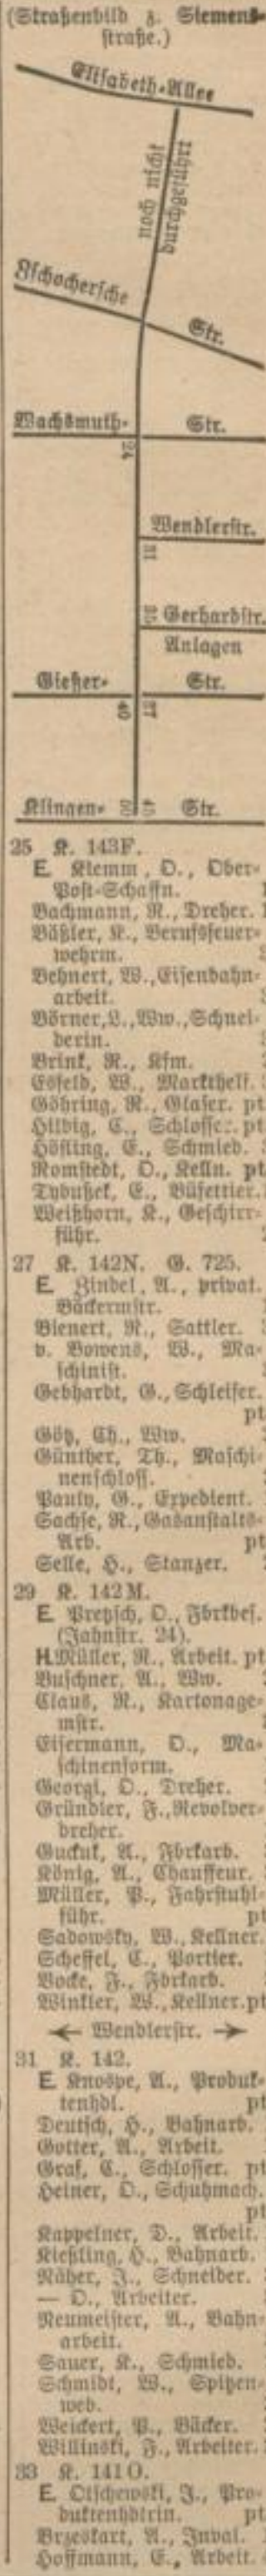 (Straßenbild z. Siemens-
straße.)
Elisabeth-Allee
noch nicht
durchgeführt
Zschochersche Str.
Wachsmuth- Str.
24
Wendlerstr.
31
Gerhardstr.
Anlagen
Gießer- Str.
Klingen- Str.
25 K. 143F.
E Klemm, O., Ober-
Post-Schaffn.
Bachmann, R., Dreher.
Bäßler, K., Berufsfeuer-
wehrm.
Behnert, W., Eisenbahn-
arbeit.
Börner, L., Ww., Schnei-
derin.
Brink, R., Kfm.
Esfeld, W., Markthelf.
Göhring, R., Glaser. pt
Hilbig, C., Schlosser. pt
Höfling, E., Schmied.
Romstedt, O., Kelln. pt
Tybußek, E., Büfettier.
Weißhorn, K., Geschirr-
führ.
27 K. 142N. G. 725.
E Zindel, A., privat.
Bäckermstr.
Bienert, R., Sattler.
v. Bowens, W., Ma-
schinist.
Gebhardt, G., Schleifer.
pt
Götz, Ch., Ww.
Günther, Th., Maschi-
nenschloss.
Pauly, G., Expedient.
Sachse, R., Gasanstalts-
Arb. pt
Selle, H., Stanzer.
29 K. 142M.
E Pretzsch, O., Fbrkbes.
(Jahnstr. 24).
H.Müller, R., Arbeit. pt
Buschner, A., Ww.
Claus, R., Kartonage-
mstr.
Eisermann, O., Ma-
schinenform.
Georgi, O., Dreher.
Gründler, F., Revolver-
dreher.
Guckuk, A., Fbrkarb.
König, A., Chauffeur.
Müller, P., Fahrstuhl-
führ. pt
Sadowsky, W., Kellner.
Scheffel, C., Portier.
Vocke, F., Fbrkarb.
Winkler, W., Kellner. pt
← Wendlerstr. →
31 K. 142.
E Knospe, A., Produk-
tenhdl. pt
Deutsch, H., Bahnarb.
Gotter, A., Arbeit.
Graf, C., Schlosser. pt
Heiner, O., Schuhmach.
pt
Kappelner, D., Arbeit.
Kießling, H., Bahnarb.
Näher, J., Schneider.
— O., Arbeiter.
Neumeister, A., Bahn-
arbeit.
Sauer, K., Schmied.
Schmidt, W., Spitzen-
web.
Weickert, P., Bäcker.
Willinski, F., Arbeiter.
33 K. 141O.
E Olschewski, J., Pro-
duktenhdlrin. pt
Brzeskart, A., Inval.
Hoffmann, E., Arbeit.